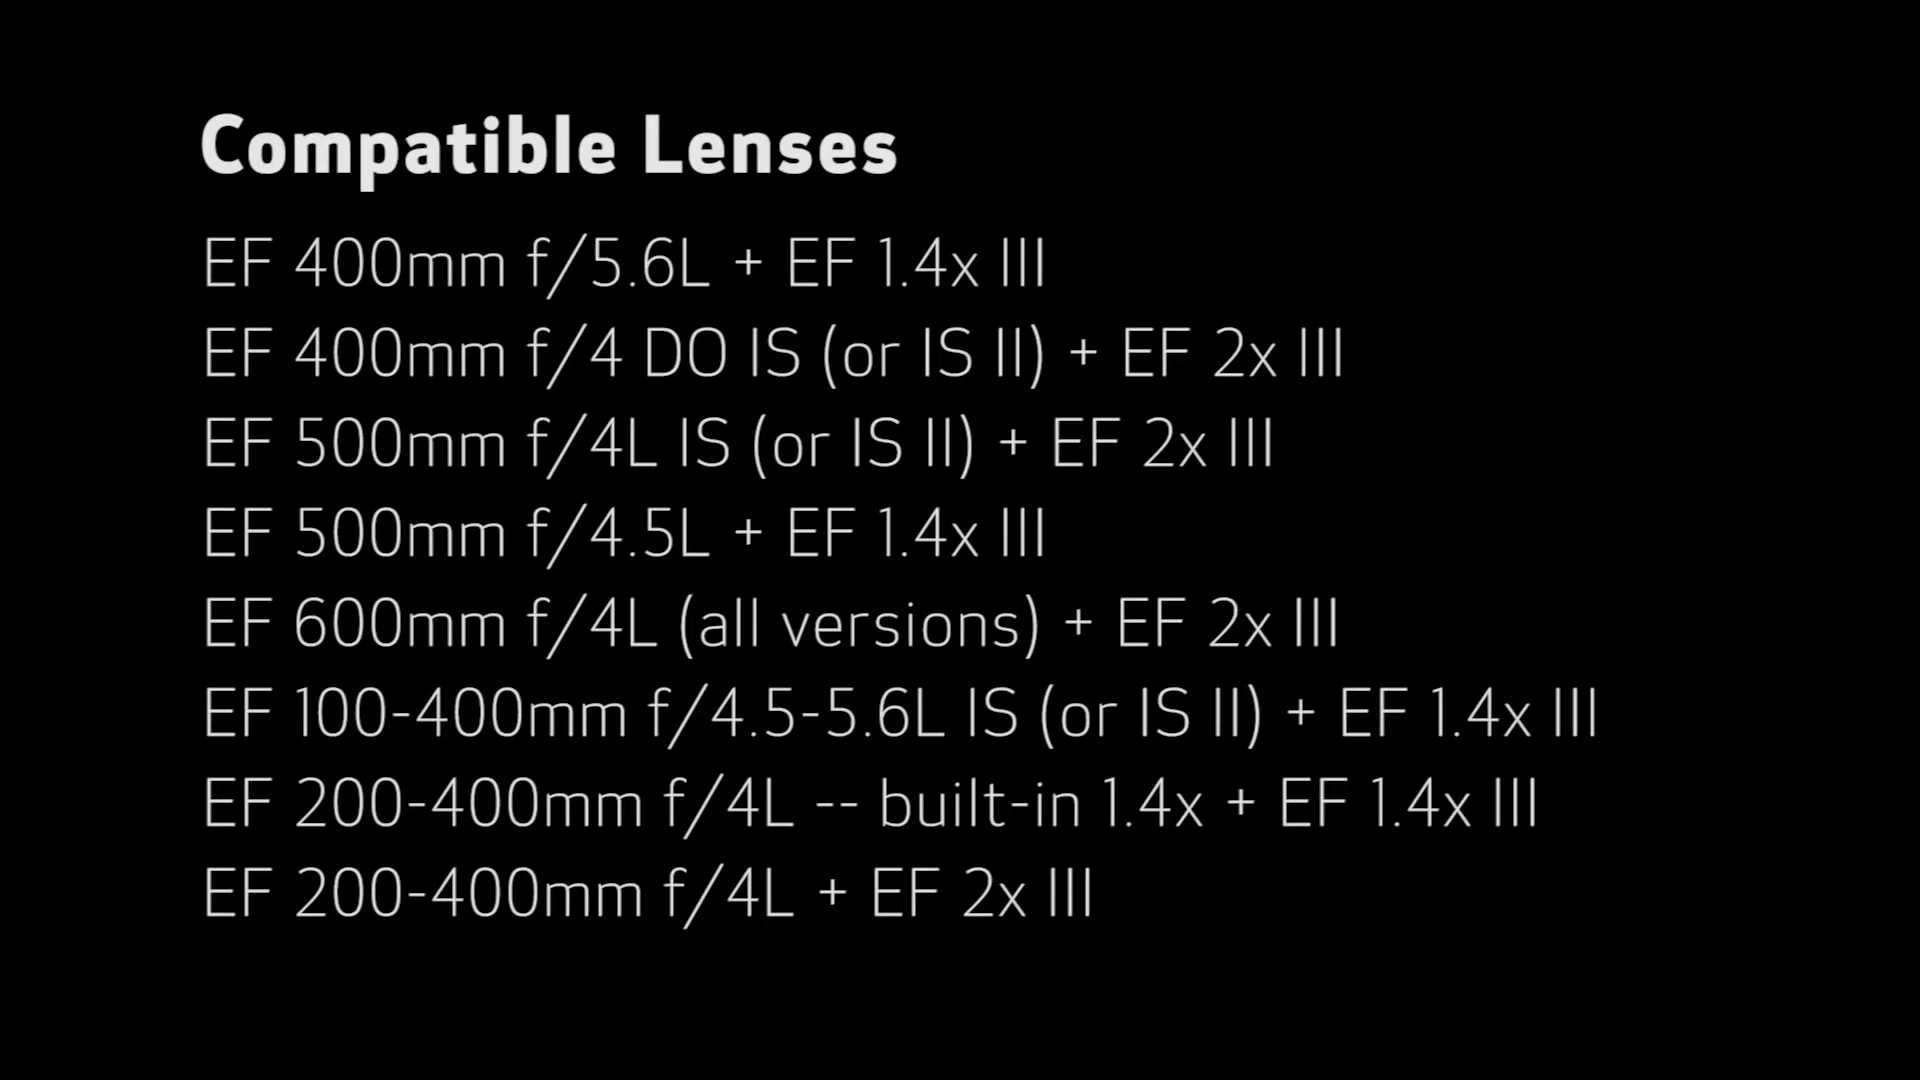 Compatible Lenses
EF 400mm f/5.6L + EF 1.4x III
EF 400mm f/4 DO IS (or IS II) + EF 2x III
EF 500mm f/4L IS (or IS II) + EF 2x III
EF 500mm f/4.5L + EF 1.4x III
EF 600mm f/4L (all versions) + EF 2x III
EF 100-400mm f/4.5-5.6L IS (or IS II) + EF 1.4x III
EF 200-400mm f/4L -- built-in 1.4x + EF 1.4x III
EF 200-400mm f/4L + EF 2x III